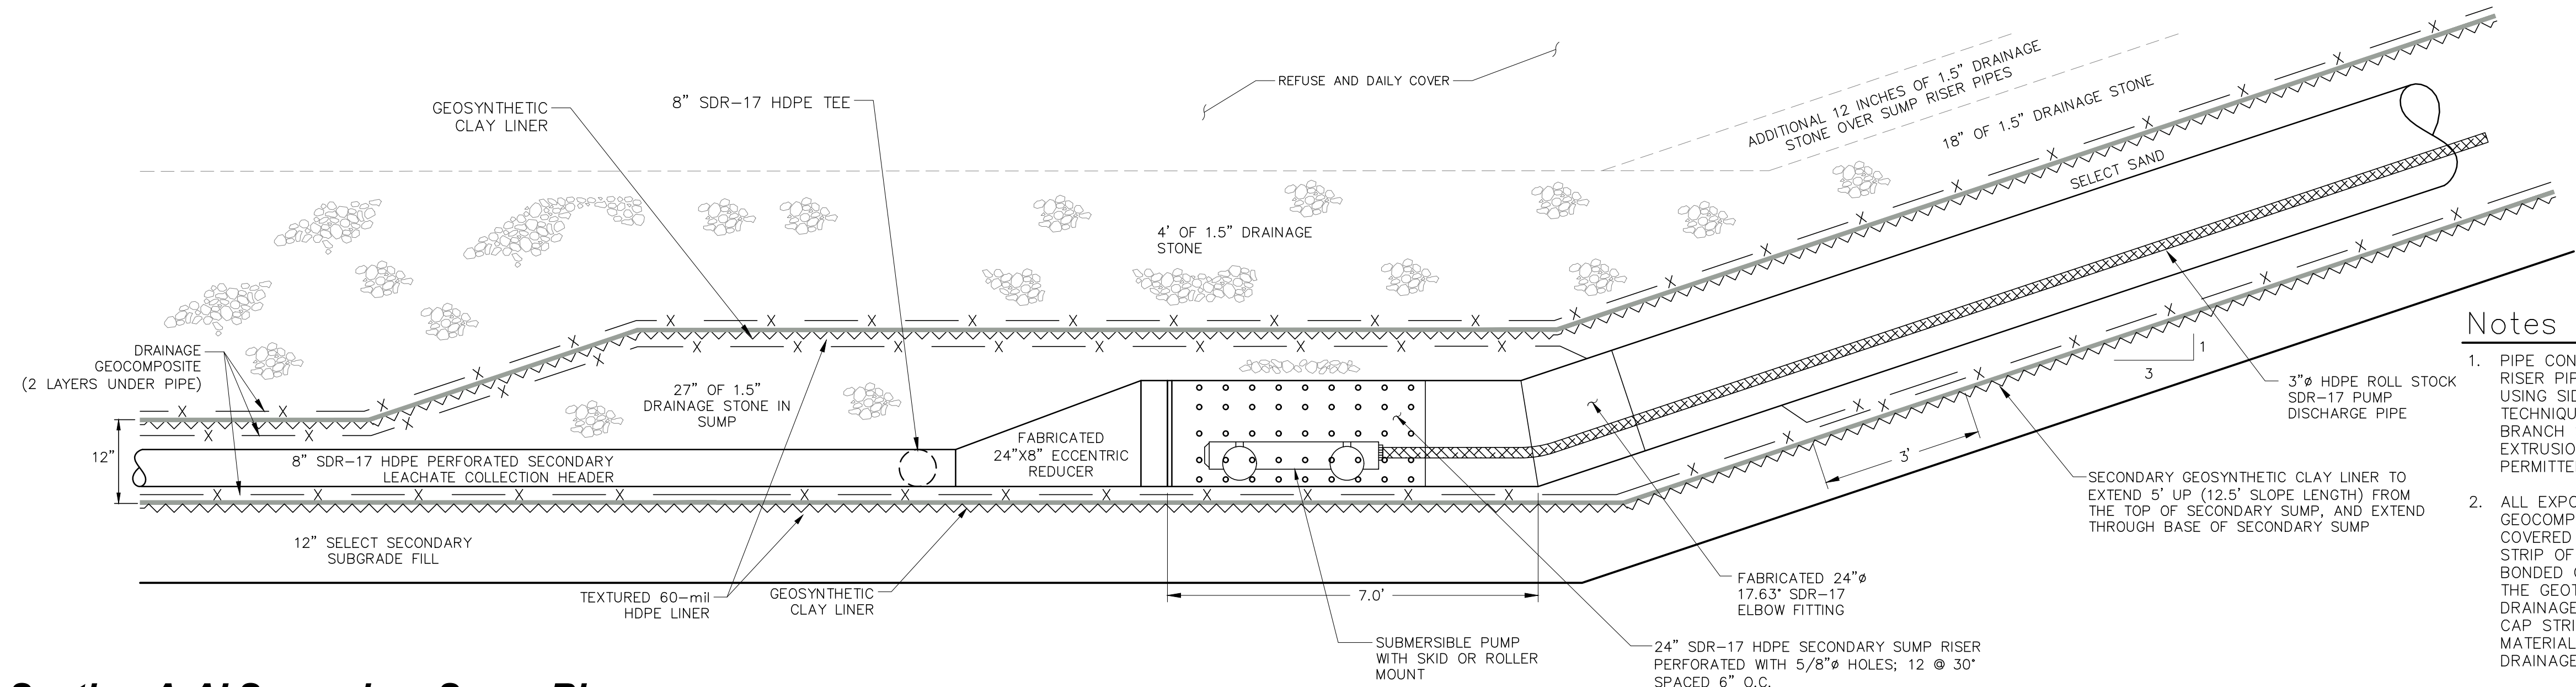 REFUSE AND DAILY COVER
ADDITIONAL 12 INCHES OF 1.5" DRAINAGE
STONE OVER SUMP RISER PIPES
18" OF 1.5" DRAINAGE STONE
GEOSYNTHETIC
CLAY LINER
8" SDR-17 HDPE TEE
SELECT SAND
4' OF 1.5" DRAINAGE
STONE
DRAINAGE
GEOCOMPOSITE
(2 LAYERS UNDER PIPE)
12"
27" OF 1.5"
DRAINAGE STONE IN
SUMP
8" SDR-17 HDPE PERFORATED SECONDARY
LEACHATE COLLECTION HEADER
FABRICATED
24"X8" ECCENTRIC
REDUCER
12" SELECT SECONDARY
SUBGRADE FILL
TEXTURED 60-mil
HDPE LINER
GEOSYNTHETIC
CLAY LINER
7.0'
SUBMERSIBLE PUMP
WITH SKID OR ROLLER
MOUNT
24" SDR-17 HDPE SECONDARY SUMP RISER
PERFORATED WITH 5/8"ø HOLES; 12 @ 30°
SPACED 6" O.C.
FABRICATED 24"ø
17.63° SDR-17
ELBOW FITTING
3'
1
3
3"ø HDPE ROLL STOCK
SDR-17 PUMP
DISCHARGE PIPE
SECONDARY GEOSYNTHETIC CLAY LINER TO
EXTEND 5' UP (12.5' SLOPE LENGTH) FROM
THE TOP OF SECONDARY SUMP, AND EXTEND
THROUGH BASE OF SECONDARY SUMP
Notes
1. PIPE CON
RISER PIP
USING SID
TECHNIQU
BRANCH
EXTRUSIO
PERMITTE
2. ALL EXPO
GEOCOMP
COVERED
STRIP OF
BONDED
THE GEOT
DRAINAGE
CAP STRI
MATERIAL
DRAINAGE